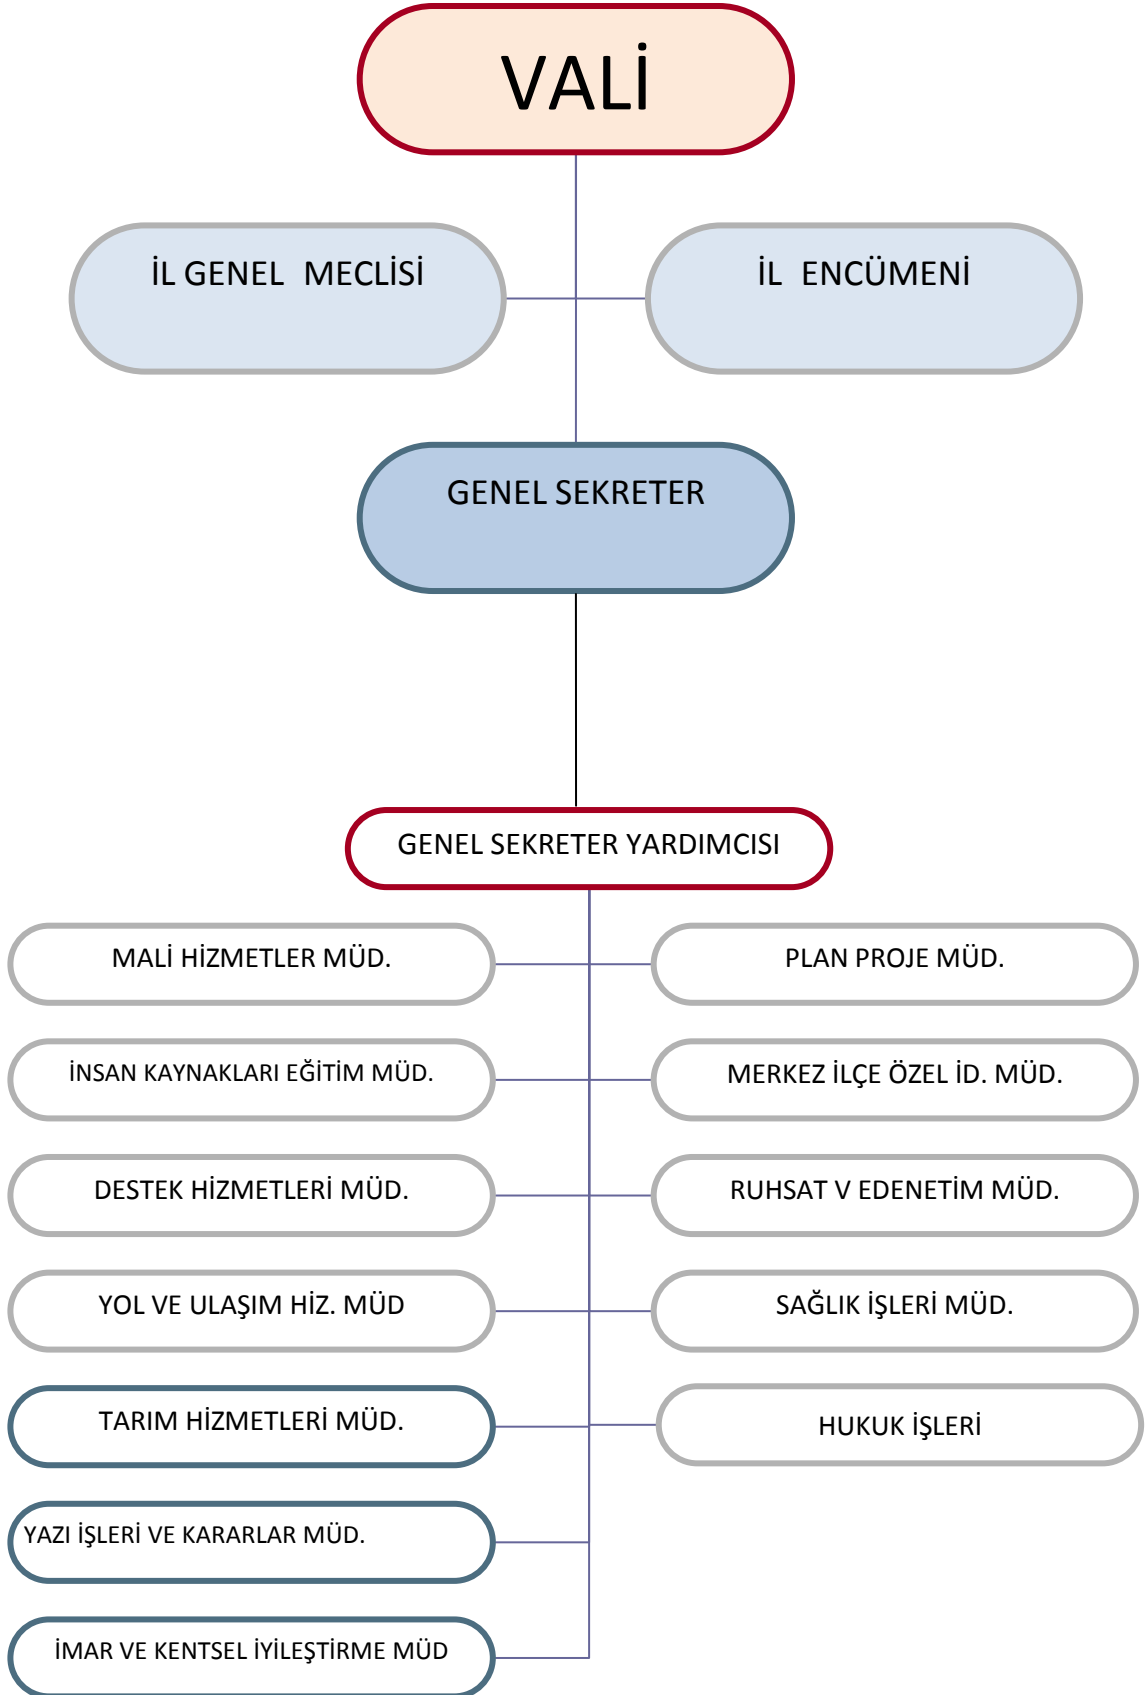 VALİ
İL GENEL MECLİSİ
İL ENCÜMENİ
GENEL SEKRETER
GENEL SEKRETER YARDIMCISI
MALİ HİZMETLER MÜD.
PLAN PROJE MÜD.
İNSAN KAYNAKLARI EĞİTİM MÜD.
MERKEZ İLÇE ÖZEL İD. MÜD.
DESTEK HİZMETLERİ MÜD.
RUHSAT V EDENETİM MÜD.
YOL VE ULAŞIM HİZ. MÜD
SAĞLIK İŞLERİ MÜD.
TARIM HİZMETLERİ MÜD.
HUKUK İŞLERİ
YAZI İŞLERİ VE KARARLAR MÜD.
İMAR VE KENTSEL İYİLEŞTİRME MÜD